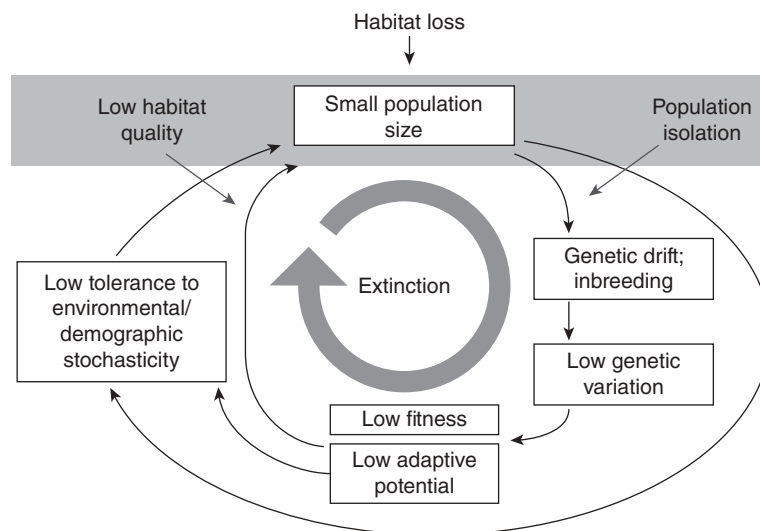 Habitat loss
Low habitat
quality
Small population
size
Population
isolation
Low tolerance to
environmental/
demographic
stochasticity
Extinction
Genetic drift;
inbreeding
Low genetic
variation
Low fitness
Low adaptive
potential